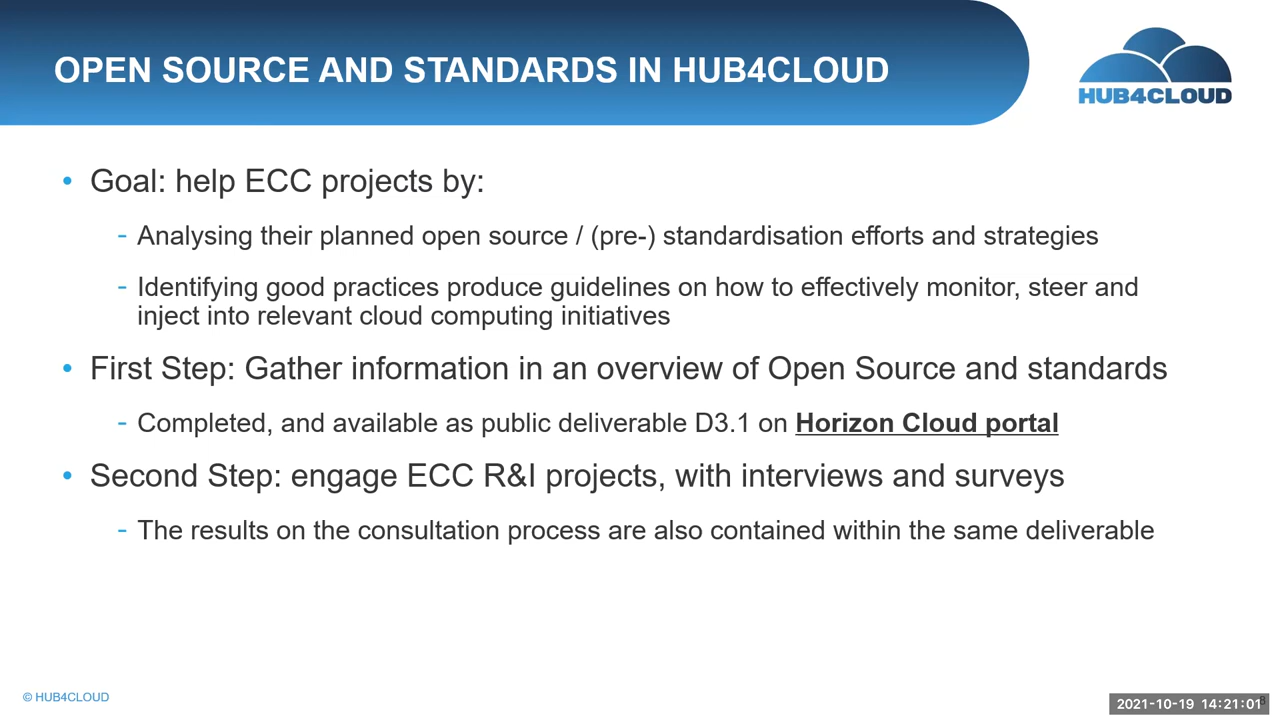 OPEN SOURCE AND STANDARDS IN HUB4CLOUD
HUB4CLOUD
• Goal: help ECC projects by:
- Analysing their planned open source / (pre-) standardisation efforts and strategies
- Identifying good practices produce guidelines on how to effectively monitor, steer and
inject into relevant cloud computing initiatives
• First Step: Gather information in an overview of Open Source and standards
- Completed, and available as public deliverable D3.1 on Horizon Cloud portal
• Second Step: engage ECC R&I projects, with interviews and surveys
- The results on the consultation process are also contained within the same deliverable
© HUB4CLOUD
2021-10-19 14:21:01
8